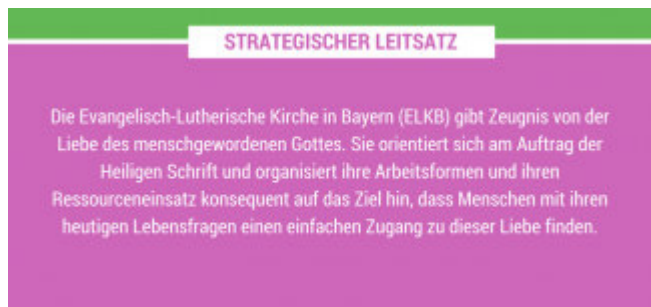 STRATEGISCHER LEITSATZ
Die Evangelisch-Lutherische Kirche in Bayern (ELKB) gibt Zeugnis von der
Liebe des menschgewordenen Gottes. Sie orientiert sich am Auftrag der
Heiligen Schrift und organisiert ihre Arbeitsformen und ihren
Ressourceneinsatz konsequent auf das Ziel hin, dass Menschen mit ihren
heutigen Lebensfragen einen einfachen Zugang zu dieser Liebe finden.